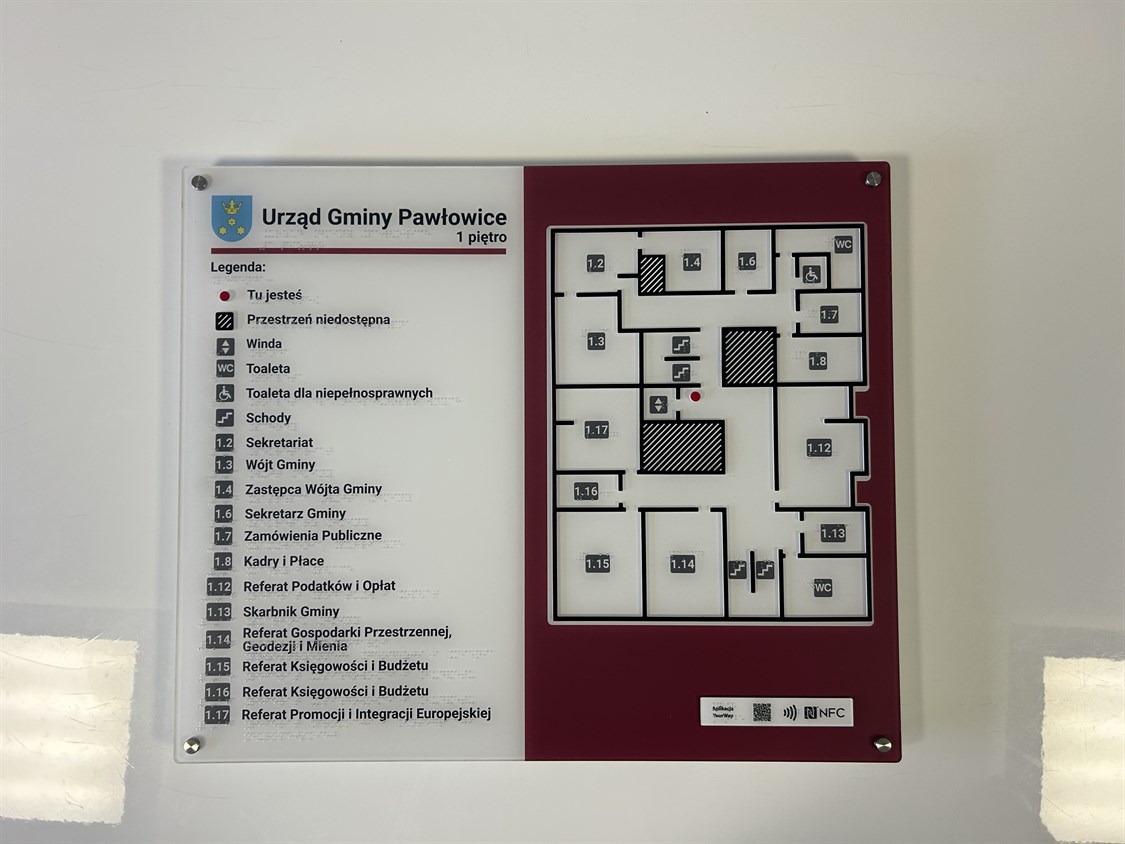 Urząd Gminy Pawłowice
1 piętro
Legenda:
Tu jesteś
Przestrzeń niedostępna
Winda
WC Toaleta
Toaleta dla niepełnosprawnych
Schody
1.2 Sekretariat
1.3 Wójt Gminy
1.4 Zastępca Wójta Gminy
1.6 Sekretarz Gminy
1.7 Zamówienia Publiczne
1.8 Kadry i Płace
1.12 Referat Podatków i Opłat
1.13 Skarbnik Gminy
1.14 Referat Gospodarki Przestrzennej,
Geodezji i Mienia
1.15 Referat Księgowości i Budżetu
1.16 Referat Księgowości i Budżetu
1.17 Referat Promocji i Integracji Europejskiej
WC
1.2 1.4 1.6
1.7
1.3 1.8
1.17 1.12
1.16
1.13
1.15 1.14
WC
Aplikacja
YourWay
NFC